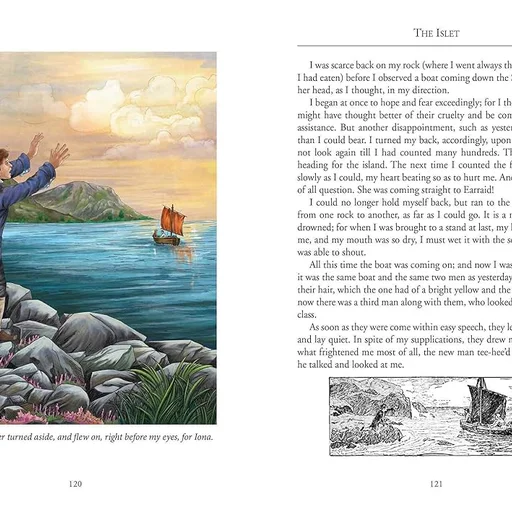 er turned aside, and flew on, right before my eyes, for Iona.
120
The Islet
I was scarce back on my rock (where I went always th
I had eaten) before I observed a boat coming down the S
her head, as I thought, in my direction.
I began at once to hope and fear exceedingly; for I th
might have thought better of their cruelty and be com
assistance. But another disappointment, such as yester
than I could bear. I turned my back, accordingly, upon
not look again till I had counted many hundreds. Th
heading for the island. The next time I counted the f
slowly as I could, my heart beating so as to hurt me. And
of all question. She was coming straight to Earraid!
I could no longer hold myself back, but ran to the
from one rock to another, as far as I could go. It is a m
drowned; for when I was brought to a stand at last, my l
me, and my mouth was so dry, I must wet it with the se
was able to shout.
All this time the boat was coming on; and now I was
it was the same boat and the same two men as yesterday
their hair, which the one had of a bright yellow and the
now there was a third man along with them, who looked
class.
As soon as they were come within easy speech, they le
and lay quiet. In spite of my supplications, they drew n
what frightened me most of all, the new man tee-hee'd
he talked and looked at me.
121